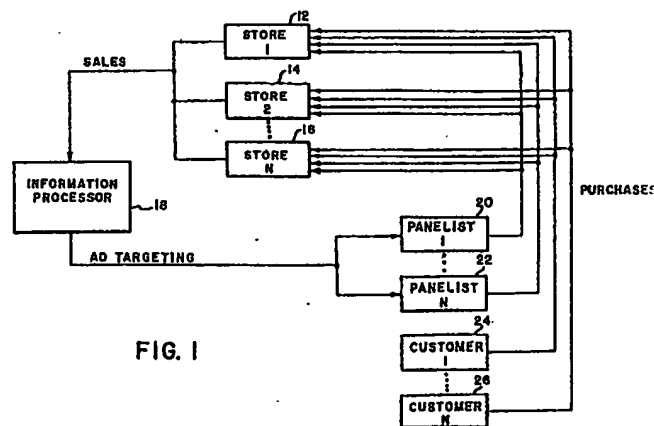 12
STORE
1
SALES
14
STORE
2
16
STORE
N
INFORMATION
PROCESSOR
18
PURCHASES
20
PANELIST
1
AD TARGETING
22
PANELIST
N
24
CUSTOMER
1
FIG. 1
26
CUSTOMER